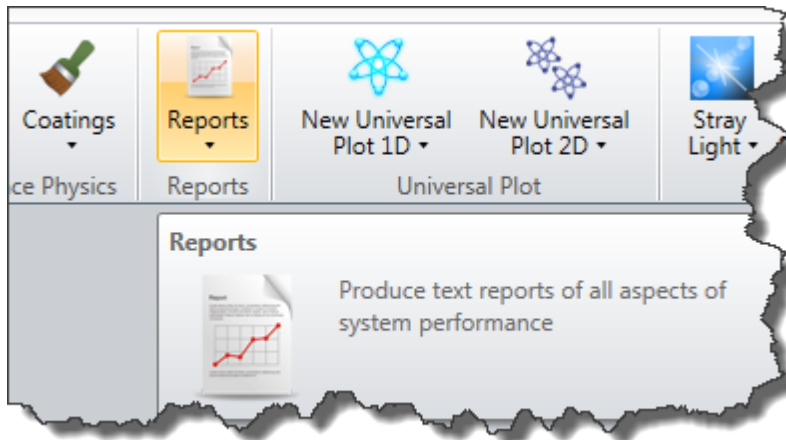 Coatings
Reports
New Universal
Plot 1D
New Universal
Plot 2D
Stray
Light
ce Physics
Reports
Universal Plot
Reports
Produce text reports of all aspects of
system performance
Report